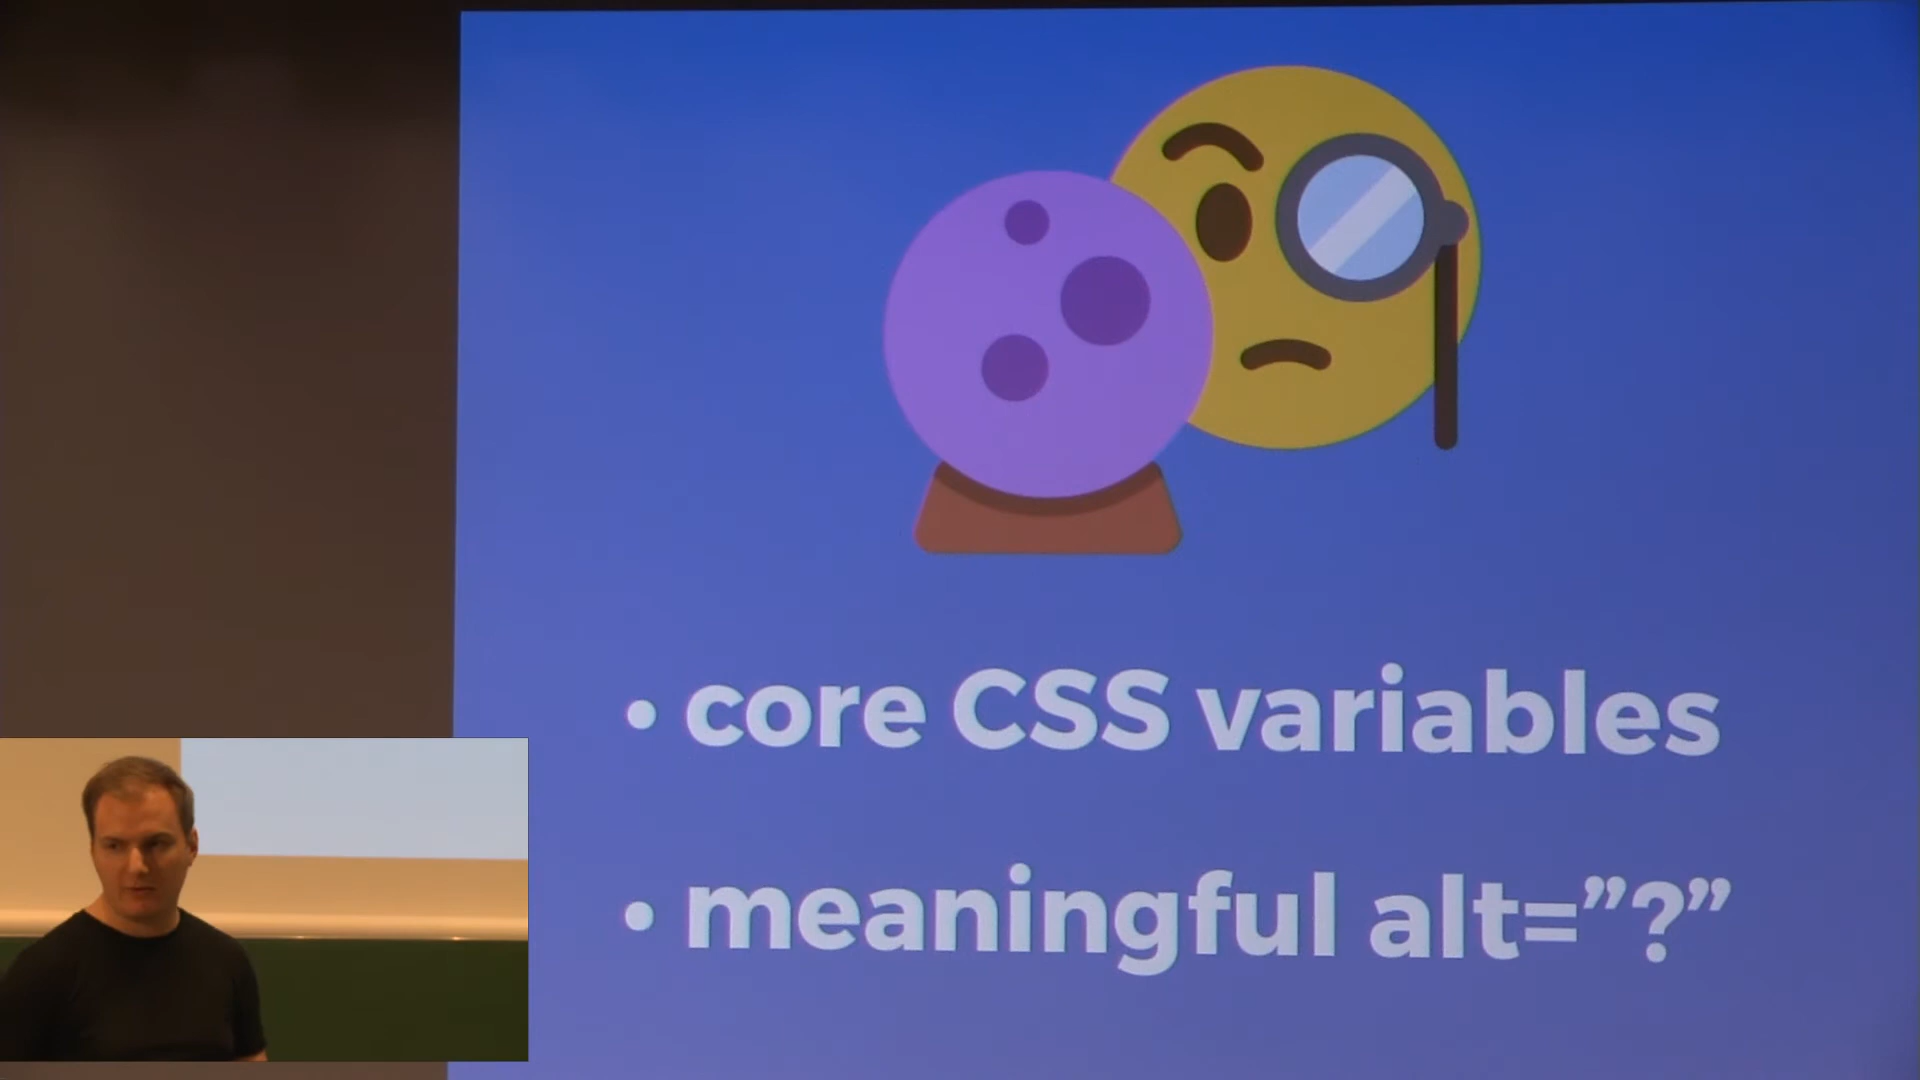 • core CSS variables
• meaningful alt=”?”